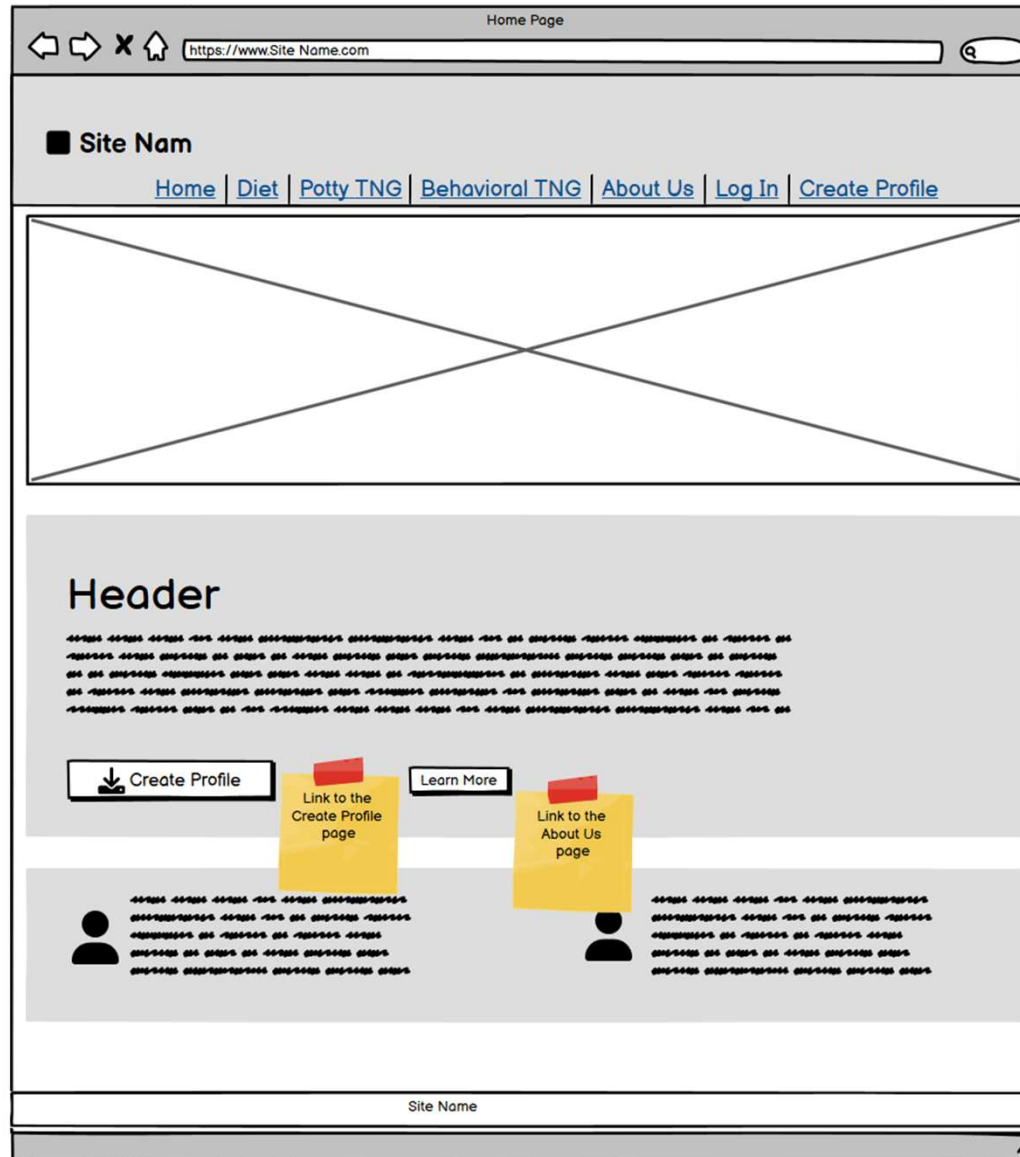 Home Page
https://www.Site Name.com
Site Nam
Home | Diet | Potty TNG | Behavioral TNG | About Us | Log In | Create Profile
Header
Create Profile
Link to the
Create Profile
page
Learn More
Link to the
About Us
page
Site Name